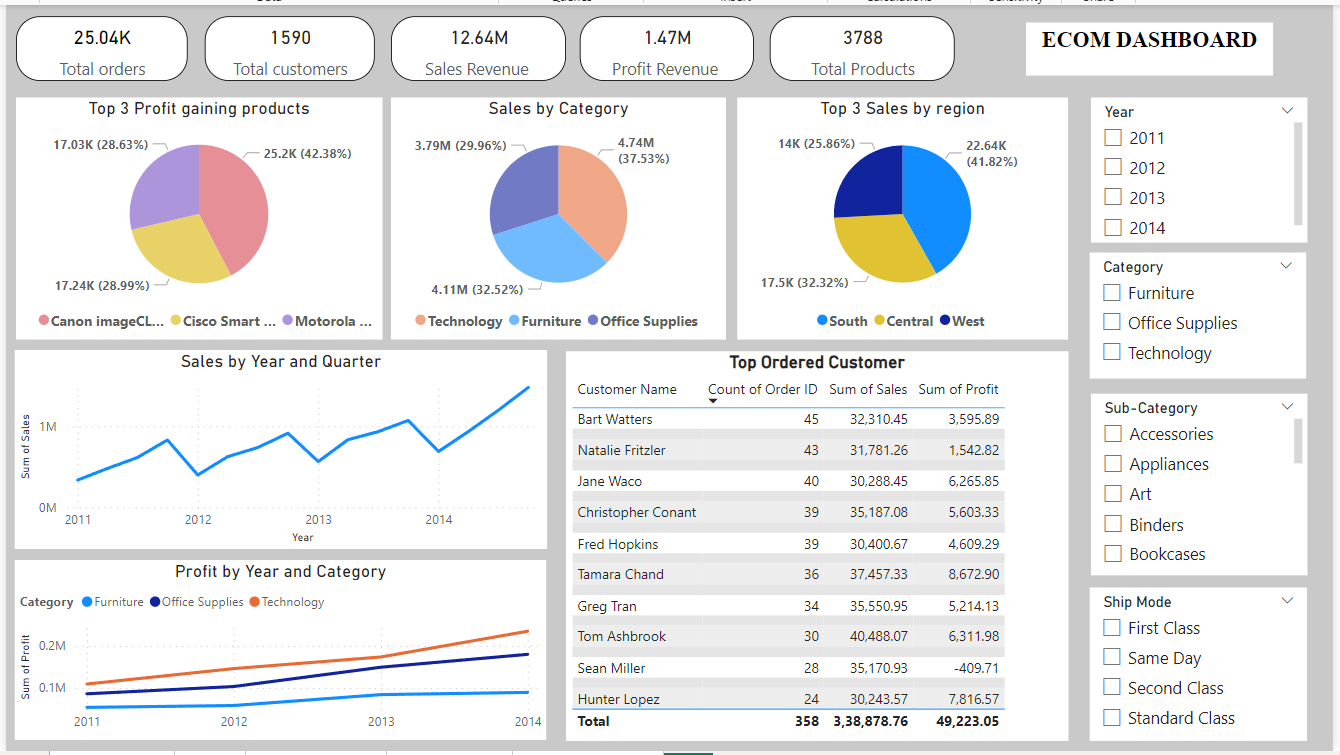 25.04K
Total orders
1590
Total customers
12.64M
Sales Revenue
1.47M
Profit Revenue
3788
Total Products
ECOM DASHBOARD
Top 3 Profit gaining products
17.03K (28.63%)
25.2K (42.38%)
17.24K (28.99%)
Canon imageCL... Cisco Smart ... Motorola ...
Sales by Category
3.79M (29.96%)
4.74M
(37.53%)
4.11M (32.52%)
Technology Furniture Office Supplies
Top 3 Sales by region
14K (25.86%)
22.64K
(41.82%)
17.5K (32.32%)
South Central West
Year
2011
2012
2013
2014
Category
Furniture
Office Supplies
Technology
Sub-Category
Accessories
Appliances
Art
Binders
Bookcases
Ship Mode
First Class
Same Day
Second Class
Standard Class
Sales by Year and Quarter
Sum of Sales
1M
0M
2011 2012 2013 2014
Year
Profit by Year and Category
Category Furniture Office Supplies Technology
Sum of Profit
0.2M
0.1M
2011 2012 2013 2014
Top Ordered Customer
Customer Name Count of Order ID Sum of Sales Sum of Profit
Bart Watters 45 32,310.45 3,595.89
Natalie Fritzler 43 31,781.26 1,542.82
Jane Waco 40 30,288.45 6,265.85
Christopher Conant 39 35,187.08 5,603.33
Fred Hopkins 39 30,400.67 4,609.29
Tamara Chand 36 37,457.33 8,672.90
Greg Tran 34 35,550.95 5,214.13
Tom Ashbrook 30 40,488.07 6,311.98
Sean Miller 28 35,170.93 -409.71
Hunter Lopez 24 30,243.57 7,816.57
Total 358 3,38,878.76 49,223.05